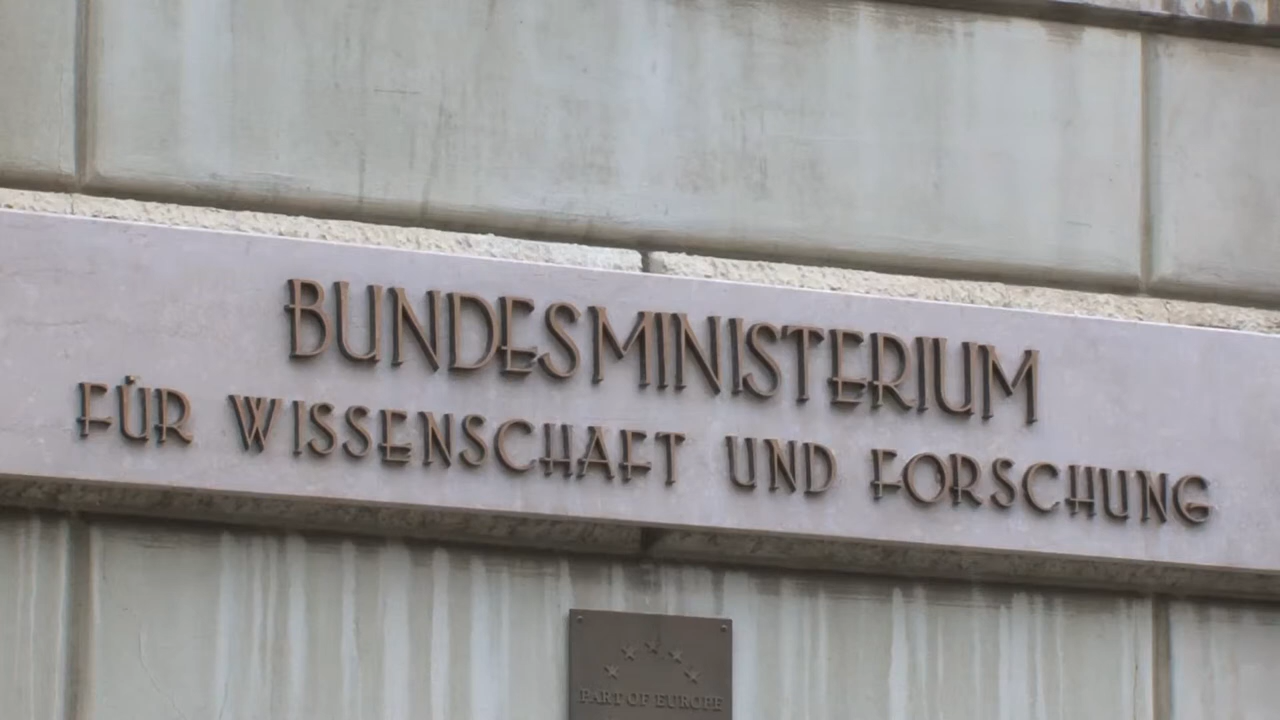 BUNDESMINISTERIUM
FÜR WISSENSCHAFT UND FORSCHUNG
PART OF EUROPE